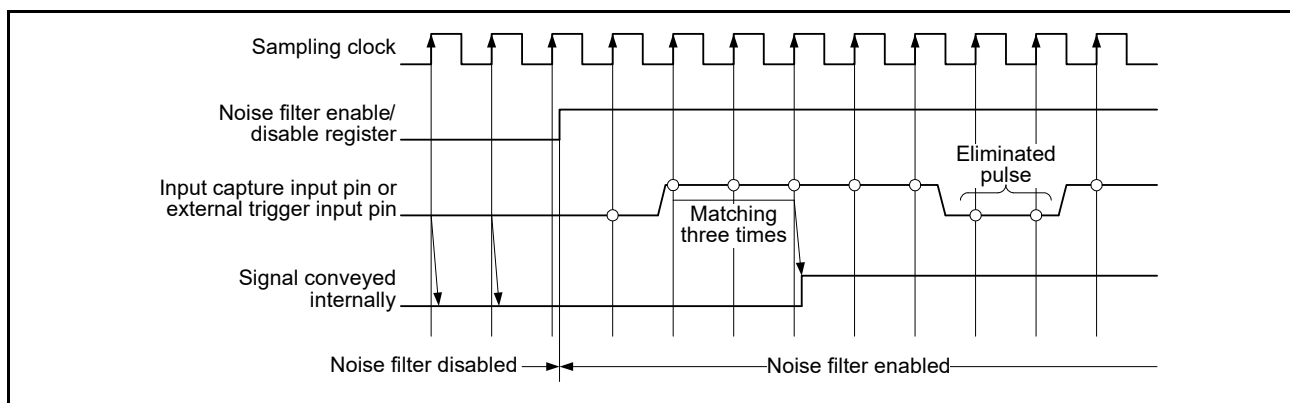 Sampling clock
Noise filter enable/
disable register
Eliminated
pulse
Input capture input pin or
external trigger input pin
Matching
three times
Signal conveyed
internally
Noise filter disabled
Noise filter enabled